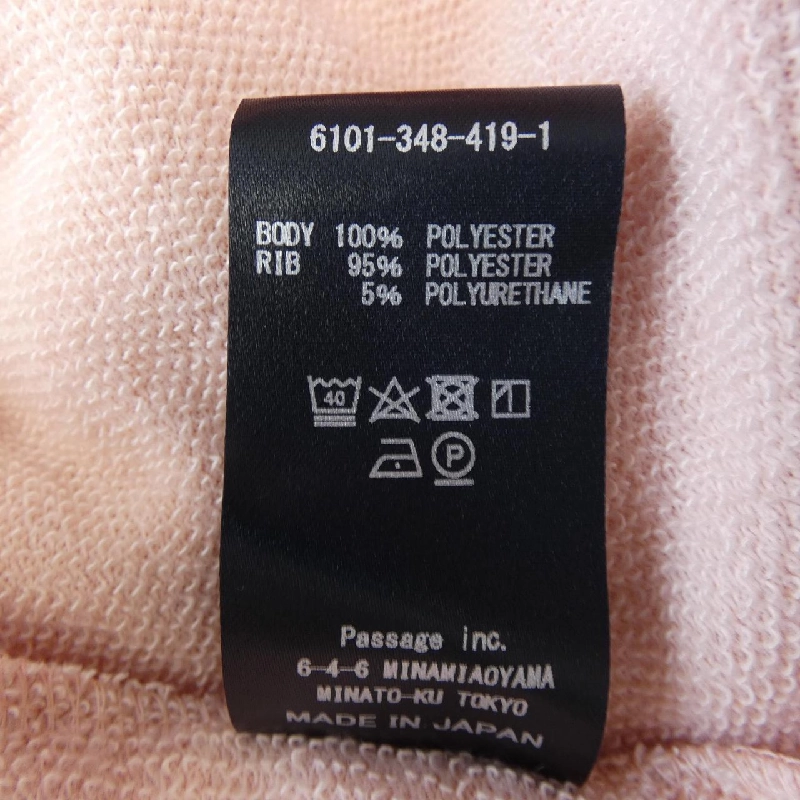 6101-348-419-1
BODY 100% POLYESTER
RIB 95% POLYESTER
5% POLYURETHANE
40
P
Passage inc.
6-4-6 MINAMIAOYAMA
MINATO-KU TOKYO
MADE IN JAPAN